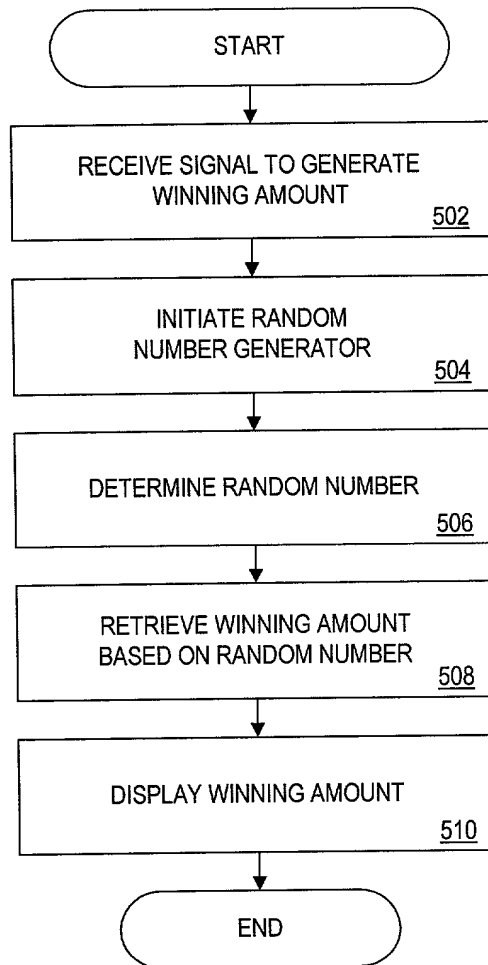 START
RECEIVE SIGNAL TO GENERATE
WINNING AMOUNT
502
INITIATE RANDOM
NUMBER GENERATOR
504
DETERMINE RANDOM NUMBER
506
RETRIEVE WINNING AMOUNT
BASED ON RANDOM NUMBER
508
DISPLAY WINNING AMOUNT
510
END